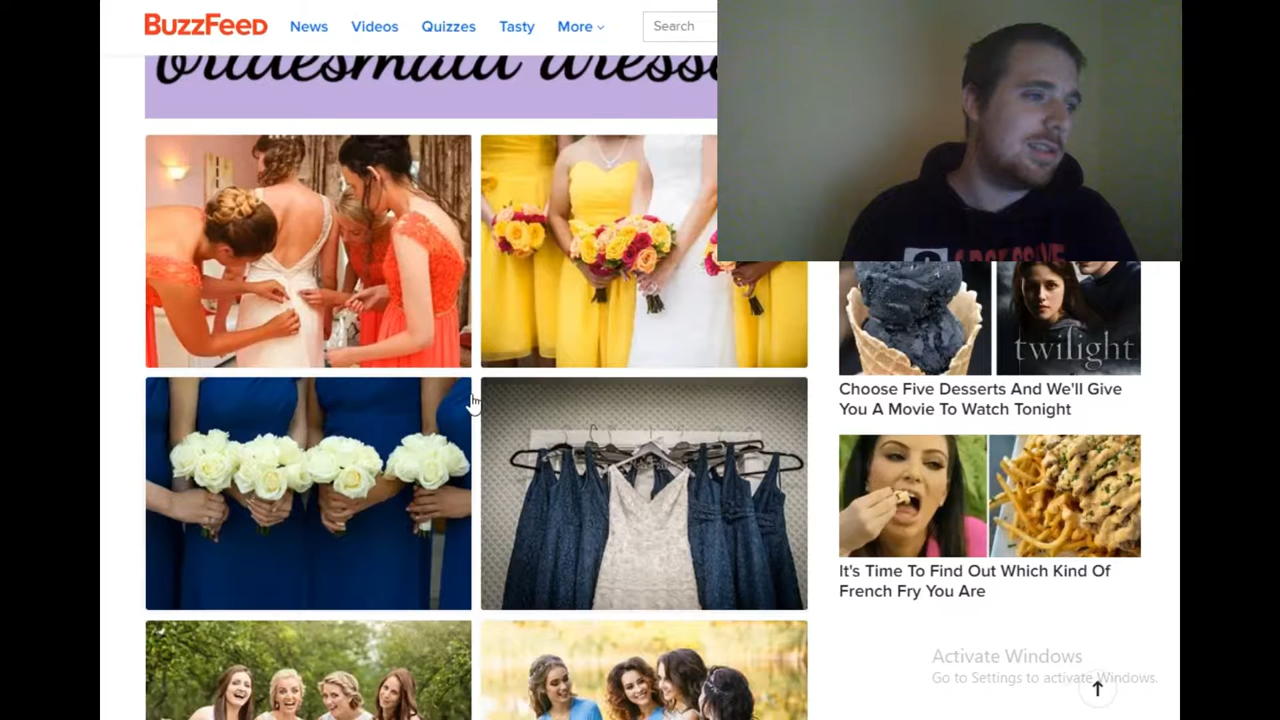 BuzzFeed News Videos Quizzes Tasty More Search
bridesmaid
twilight
Choose Five Desserts And We'll Give
You A Movie To Watch Tonight
It's Time To Find Out Which Kind Of
French Fry You Are
Activate Windows
Go to Settings to activate Windows.